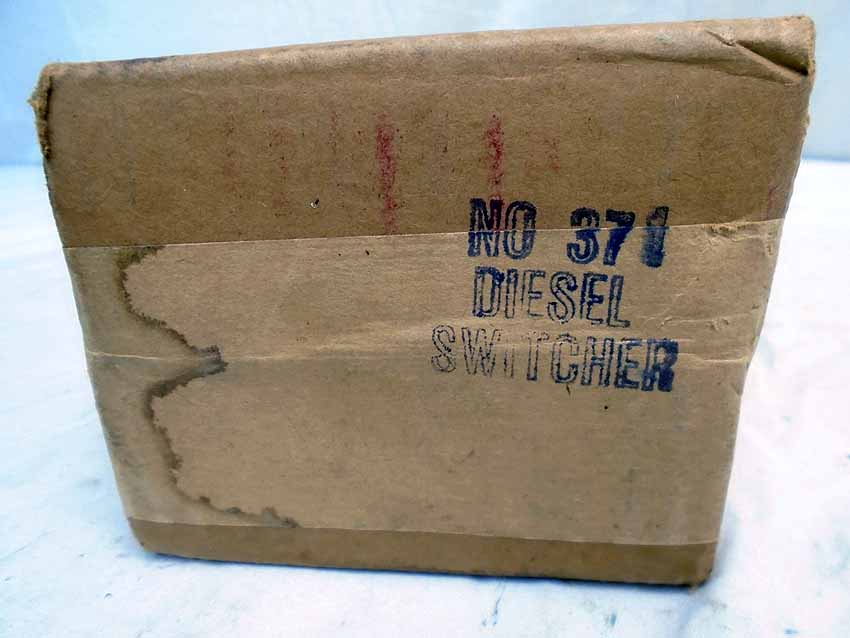 NO 371
DIESEL
SWITCHER